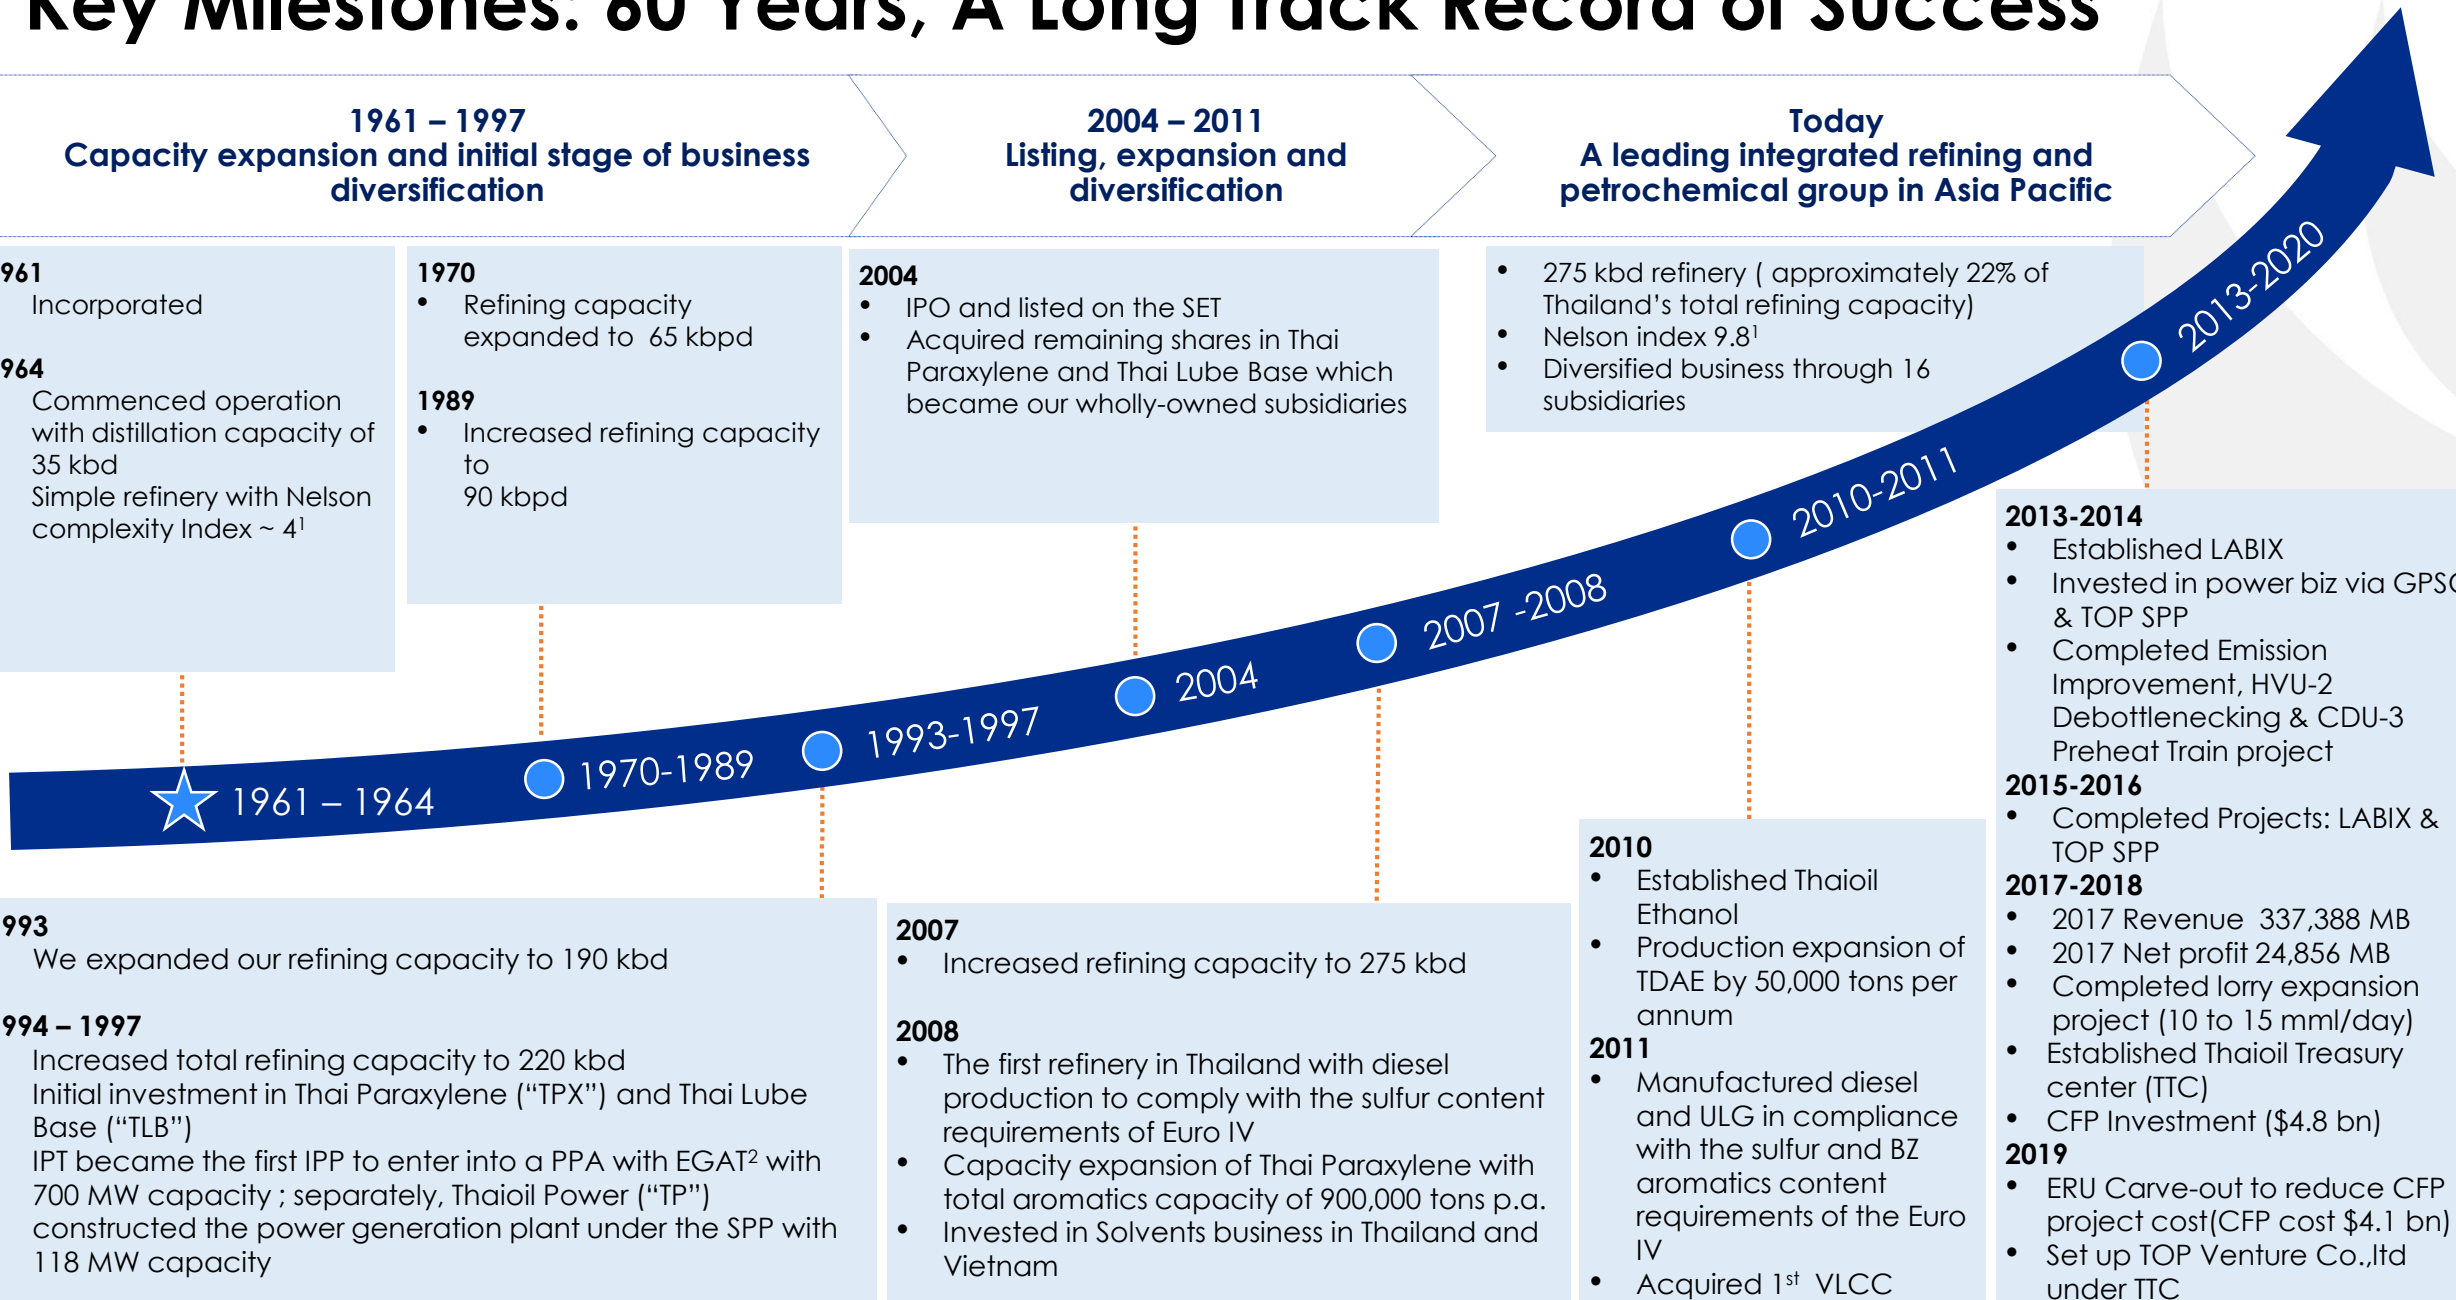 Key Milestones: 60 Years, A Long Track Record of Success
1961 – 1997
Capacity expansion and initial stage of business
diversification
2004 – 2011
Listing, expansion and
diversification
Today
A leading integrated refining and
petrochemical group in Asia Pacific
961
Incorporated
964
Commenced operation
with distillation capacity of
35 kbd
Simple refinery with Nelson
complexity Index ~ 4¹
1970
• Refining capacity
expanded to  65 kbpd
1989
• Increased refining capacity
to
90 kbpd
2004
• IPO and listed on the SET
• Acquired remaining shares in Thai
Paraxylene and Thai Lube Base which
became our wholly-owned subsidiaries
• 275 kbd refinery ( approximately 22% of
Thailand’s total refining capacity)
• Nelson index 9.8¹
• Diversified business through 16
subsidiaries
1961 – 1964
1970-1989
1993-1997
2004
2007 -2008
2010-2011
2013-2020
993
We expanded our refining capacity to 190 kbd
994 – 1997
Increased total refining capacity to 220 kbd
Initial investment in Thai Paraxylene (“TPX”) and Thai Lube
Base (“TLB”)
IPT became the first IPP to enter into a PPA with EGAT² with
700 MW capacity ; separately, Thaioil Power (“TP”)
constructed the power generation plant under the SPP with
118 MW capacity
2007
• Increased refining capacity to 275 kbd
2008
• The first refinery in Thailand with diesel
production to comply with the sulfur content
requirements of Euro IV
• Capacity expansion of Thai Paraxylene with
total aromatics capacity of 900,000 tons p.a.
• Invested in Solvents business in Thailand and
Vietnam
2010
• Established Thaioil
Ethanol
• Production expansion of
TDAE by 50,000 tons per
annum
2011
• Manufactured diesel
and ULG in compliance
with the sulfur and BZ
aromatics content
requirements of the Euro
IV
• Acquired 1st  VLCC
2013-2014
• Established LABIX
• Invested in power biz via GPSC
& TOP SPP
• Completed Emission
Improvement, HVU-2
Debottlenecking & CDU-3
Preheat Train project
2015-2016
• Completed Projects: LABIX &
TOP SPP
2017-2018
• 2017 Revenue  337,388 MB
• 2017 Net profit 24,856 MB
• Completed lorry expansion
project (10 to 15 mml/day)
• Established Thaioil Treasury
center (TTC)
• CFP Investment ($4.8 bn)
2019
• ERU Carve-out to reduce CFP
project cost(CFP cost $4.1 bn)
• Set up TOP Venture Co.,ltd
under TTC